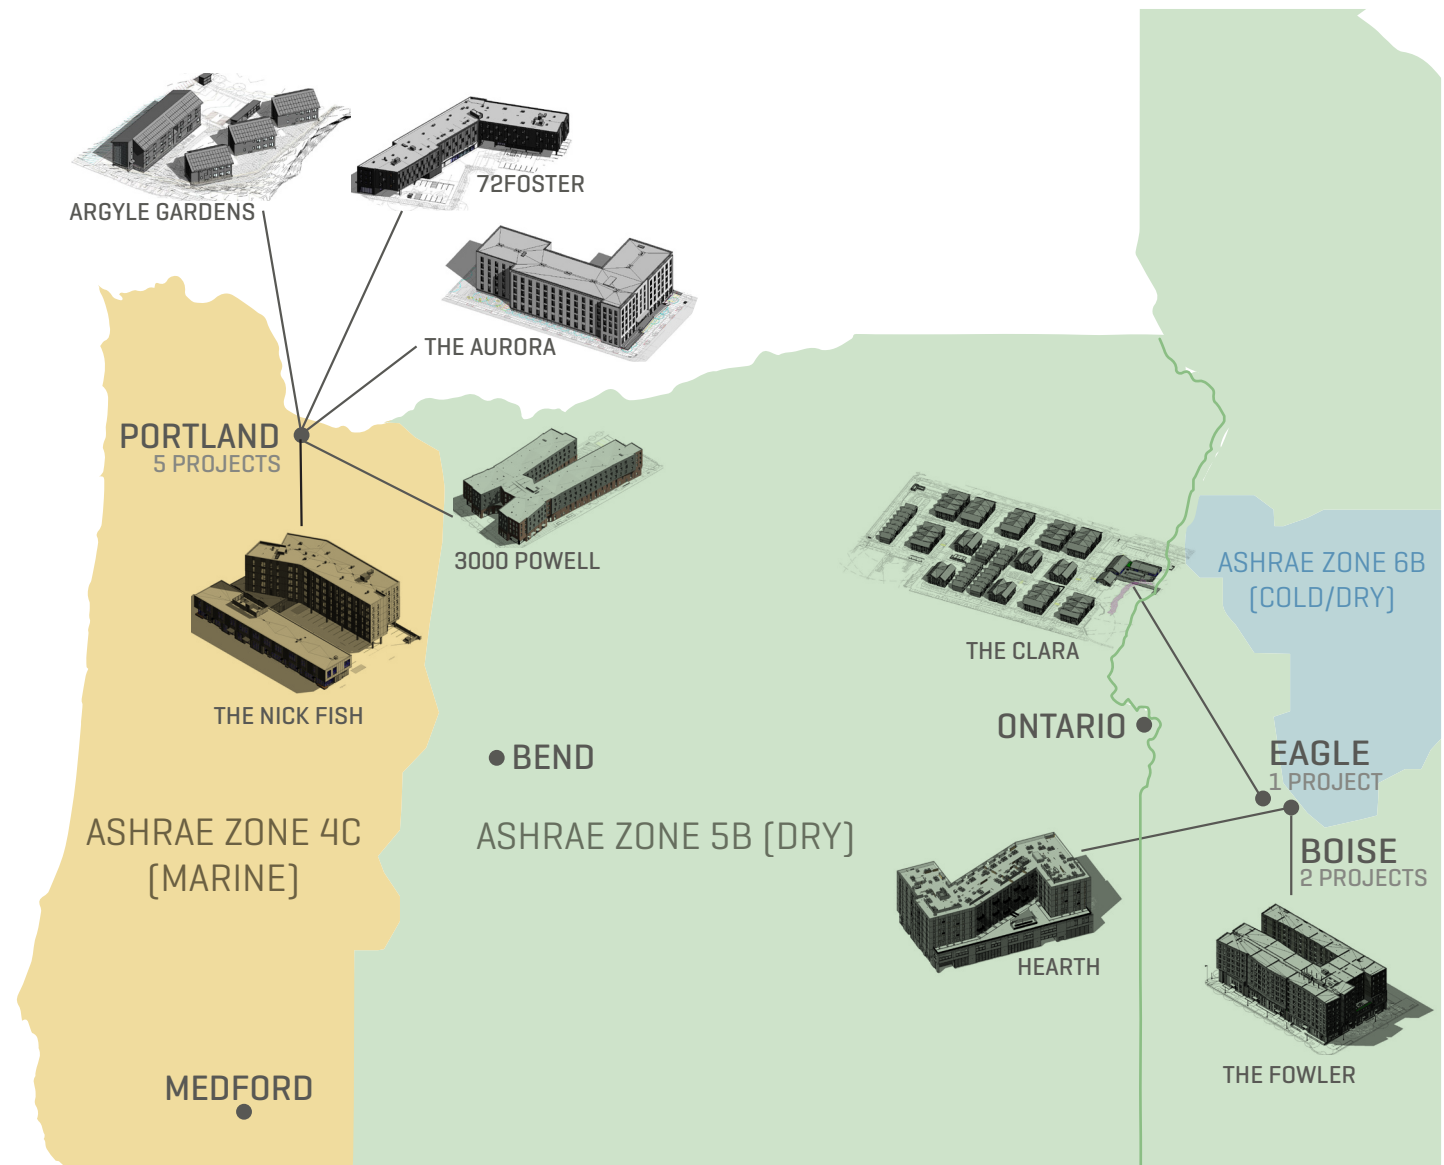 ARGYLE GARDENS
72FOSTER
THE AURORA
PORTLAND
5 PROJECTS
3000 POWELL
THE NICK FISH
THE CLARA
ASHRAE ZONE 6B
(COLD/DRY)
ONTARIO
BEND
EAGLE
1 PROJECT
ASHRAE ZONE 4C
(MARINE)
ASHRAE ZONE 5B (DRY)
BOISE
2 PROJECTS
HEARTH
THE FOWLER
MEDFORD